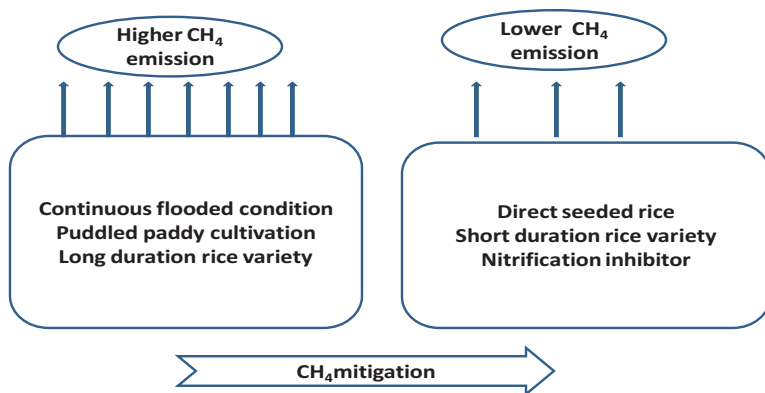 Higher CH₄
emission
Lower CH₄
emission
Continuous flooded condition
Puddled paddy cultivation
Long duration rice variety
Direct seeded rice
Short duration rice variety
Nitrification inhibitor
CH₄mitigation